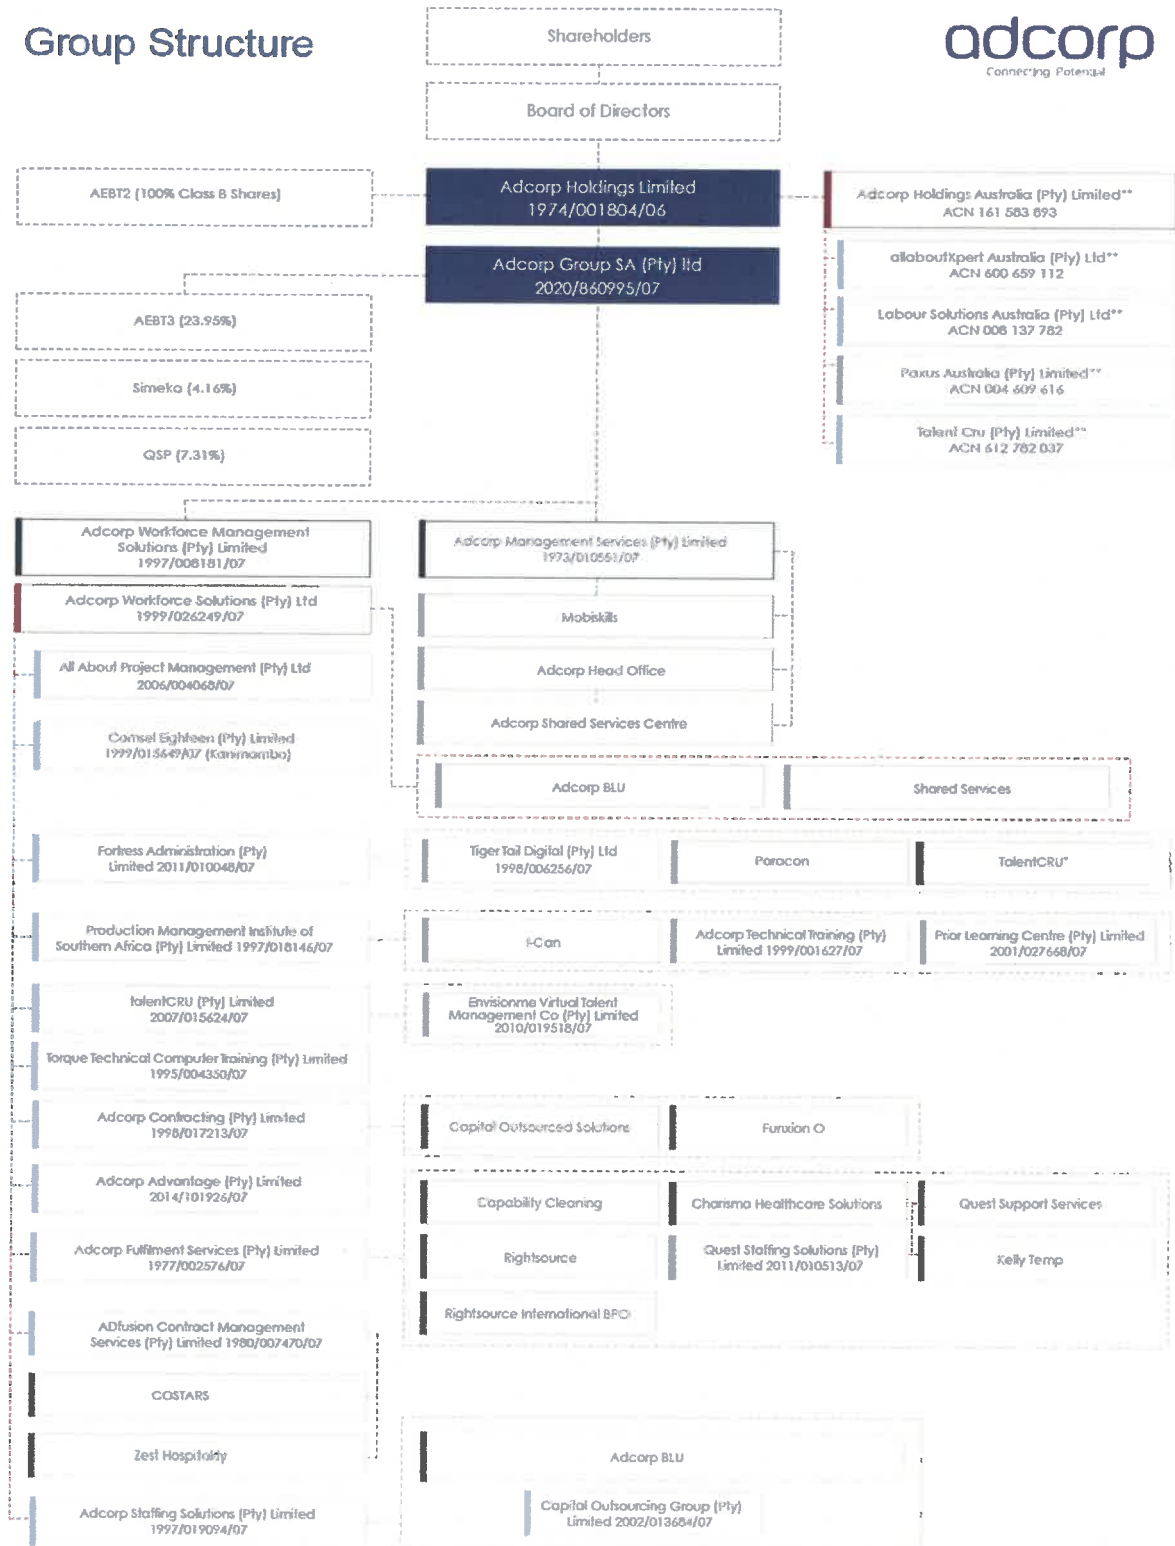 Group Structure
adcorp
Connecting Potential
Shareholders
Board of Directors
AEBT2 (100% Class B Shares)
Adcorp Holdings Limited
1974/001804/06
Adcorp Holdings Australia (Pty) Limited**
ACN 161 583 893
Adcorp Group SA (Pty) ltd
2020/860995/07
allaboutXpert Australia (Pty) Ltd**
ACN 600 659 112
AEBT3 (23.95%)
Labour Solutions Australia (Pty) Ltd**
ACN 008 137 782
Simeka (4.16%)
Paxus Australia (Pty) Limited**
ACN 004 609 616
QSP (7.31%)
Talent Cru (Pty) Limited**
ACN 612 782 037
Adcorp Workforce Management
Solutions (Pty) Limited
1997/008181/07
Adcorp Management Services (Pty) Limited
1973/010551/07
Adcorp Workforce Solutions (Pty) Ltd
1999/026249/07
Mobiskills
All About Project Management (Pty) Ltd
2006/004068/07
Adcorp Head Office
Comsel Eighteen (Pty) Limited
1999/015649/07 (Kanimambo)
Adcorp Shared Services Centre
Adcorp BLU
Shared Services
Fortress Administration (Pty)
Limited 2011/010048/07
TigerTail Digital (Pty) Ltd
1998/006256/07
Paracon
TalentCRU*
Production Management Institute of
Southern Africa (Pty) Limited 1997/018146/07
I-Can
Adcorp Technical Training (Pty)
Limited 1999/001627/07
Prior Learning Centre (Pty) Limited
2001/027668/07
talentCRU (Pty) Limited
2007/015624/07
Envisionme Virtual Talent
Management Co (Pty) Limited
2010/019518/07
Torque Technical Computer Training (Pty) Limited
1995/004350/07
Adcorp Contracting (Pty) Limited
1998/017213/07
Capital Outsourced Solutions
Funxion O
Adcorp Advantage (Pty) Limited
2014/101926/07
Capability Cleaning
Charisma Healthcare Solutions
Quest Support Services
Adcorp Fulfilment Services (Pty) Limited
1977/002576/07
Rightsource
Quest Staffing Solutions (Pty)
Limited 2011/010513/07
Kelly Temp
Rightsource International BPO
ADfusion Contract Management
Services (Pty) Limited 1980/007470/07
COSTARS
Zest Hospitality
Adcorp BLU
Adcorp Staffing Solutions (Pty) Limited
1997/019094/07
Capital Outsourcing Group (Pty)
Limited 2002/013684/07